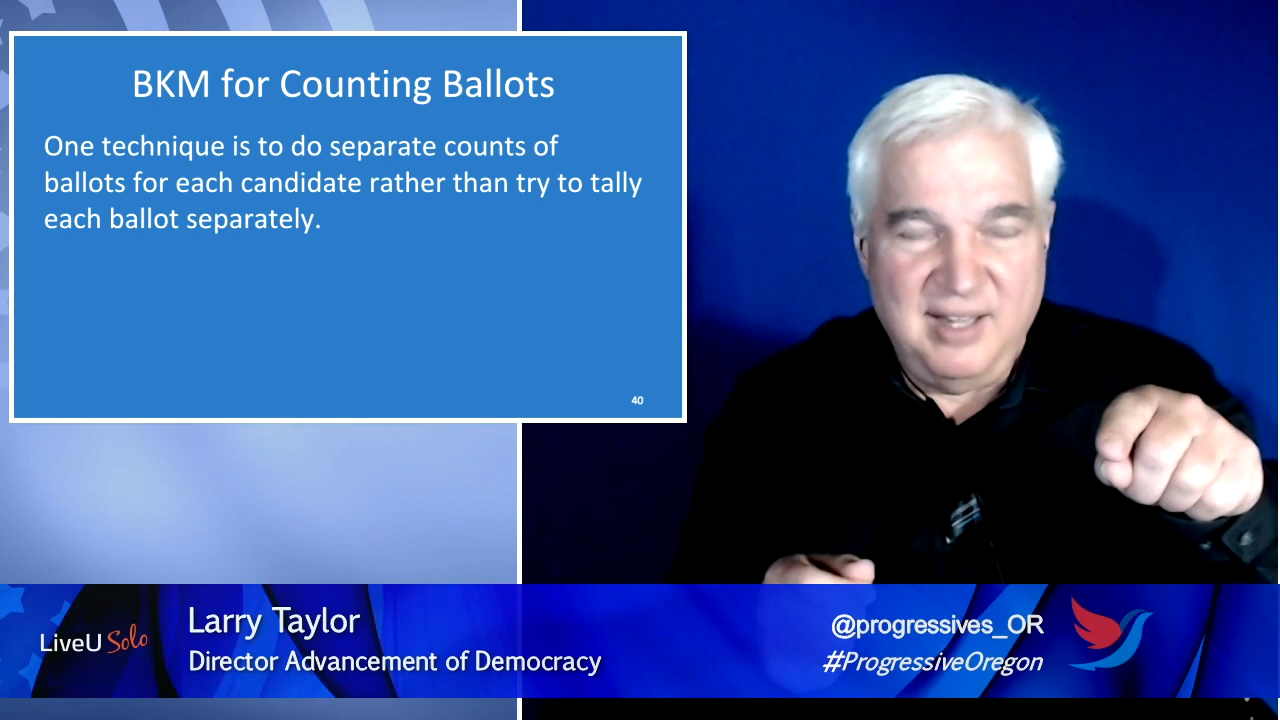 BKM for Counting Ballots
One technique is to do separate counts of
ballots for each candidate rather than try to tally
each ballot separately.
40
LiveU Solo
Larry Taylor
Director Advancement of Democracy
@progressives_OR
#ProgressiveOregon